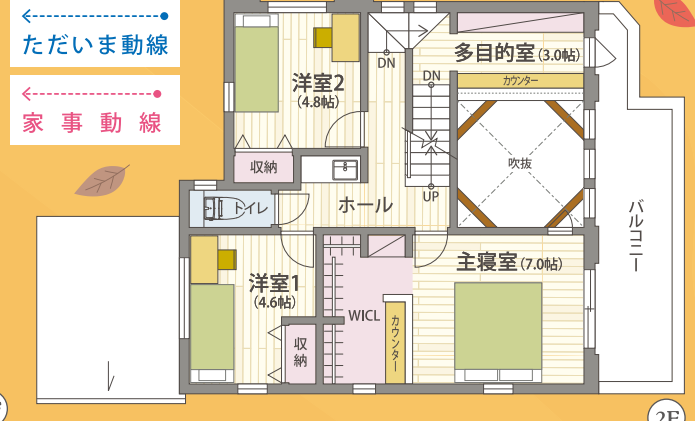 ただいま動線
家事動線
洋室2
(4.8帖)
収納
DN
DN
UP
多目的室(3.0帖)
カウンター
吹抜
トイレ
ホール
バルコニー
洋室1
(4.6帖)
収納
WICL
カウンター
主寝室(7.0帖)
2F